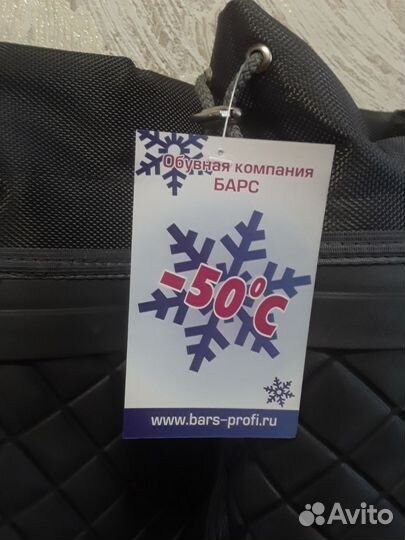 Обувная компания
БАРС
-50°C
www.bars-profi.ru
Avito